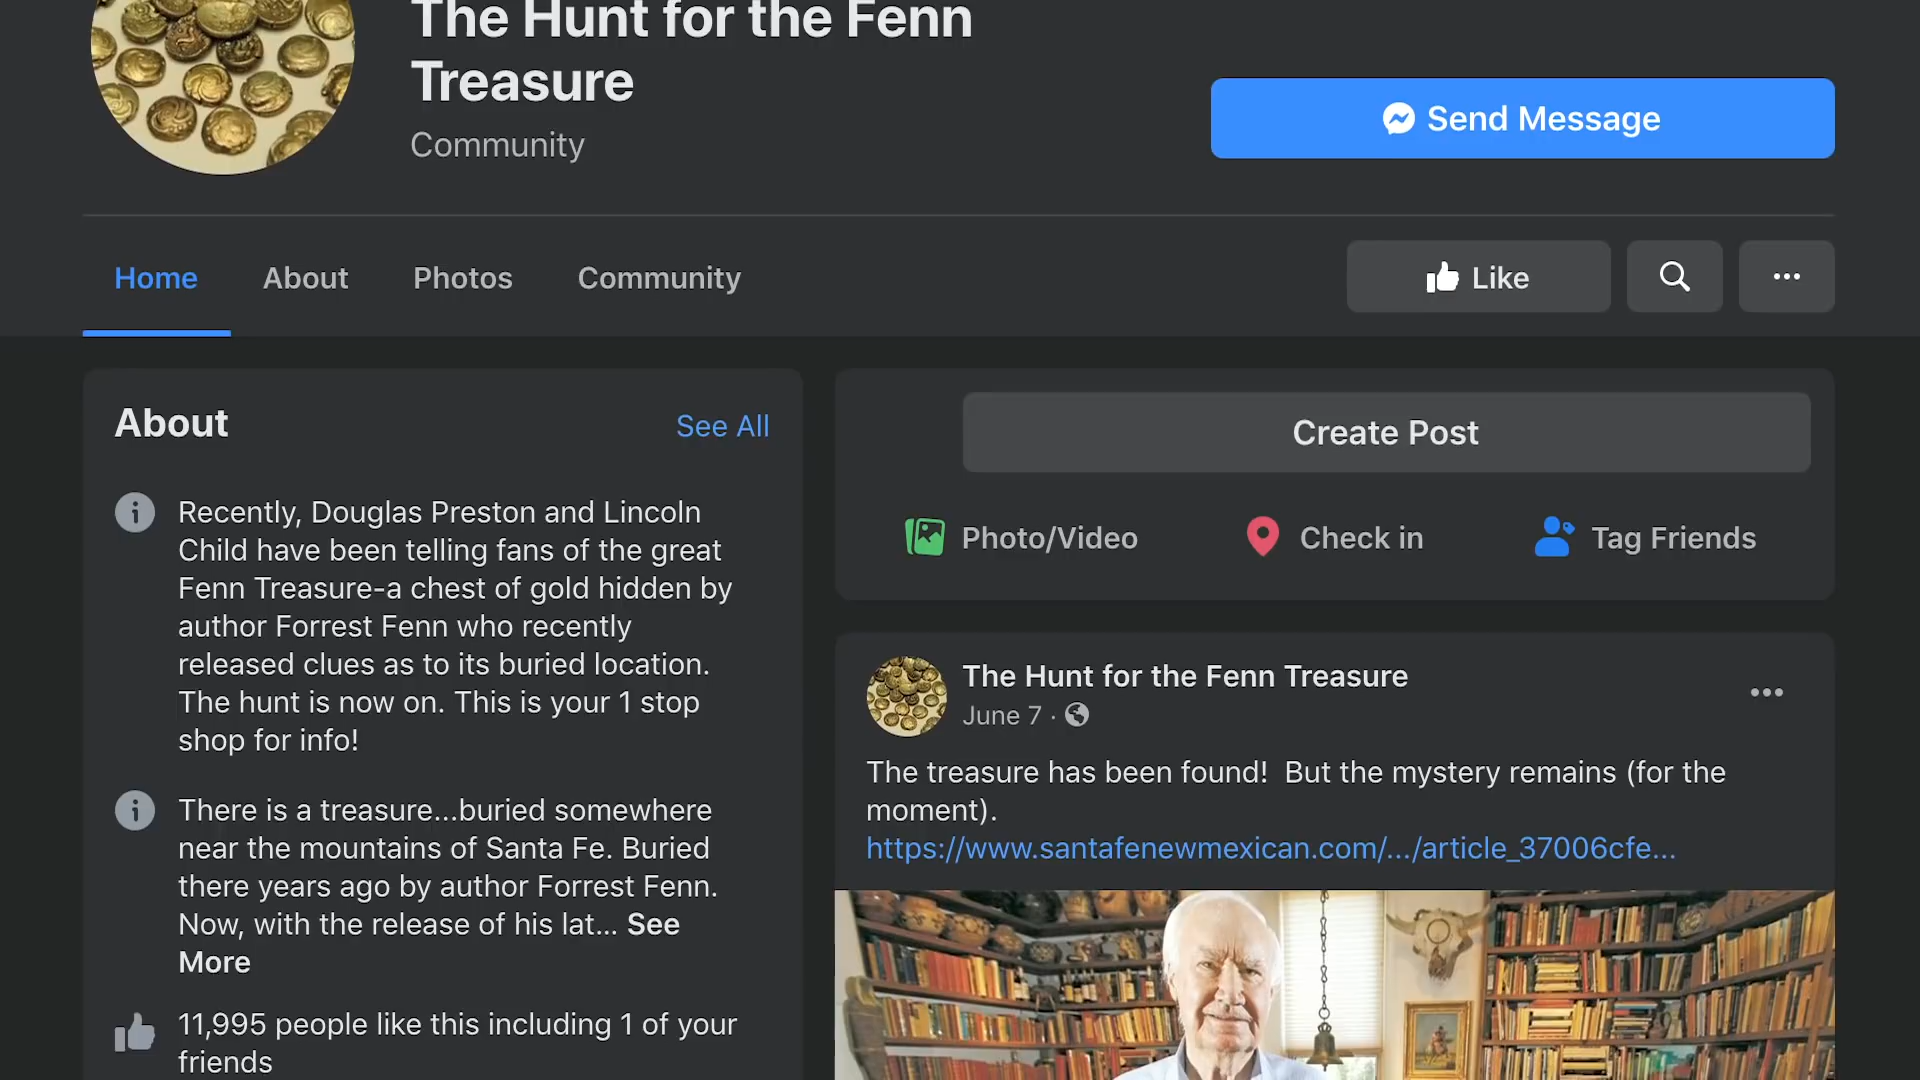 The Hunt for the Fenn
Treasure
Community
Send Message
Home
About
Photos
Community
Like
About
See All
Recently, Douglas Preston and Lincoln
Child have been telling fans of the great
Fenn Treasure-a chest of gold hidden by
author Forrest Fenn who recently
released clues as to its buried location.
The hunt is now on. This is your 1 stop
shop for info!
There is a treasure...buried somewhere
near the mountains of Santa Fe. Buried
there years ago by author Forrest Fenn.
Now, with the release of his lat... See
More
11,995 people like this including 1 of your
friends
Create Post
Photo/Video
Check in
Tag Friends
The Hunt for the Fenn Treasure
June 7 ·
The treasure has been found!  But the mystery remains (for the
moment).
https://www.santafenewmexican.com/.../article_37006cfe...